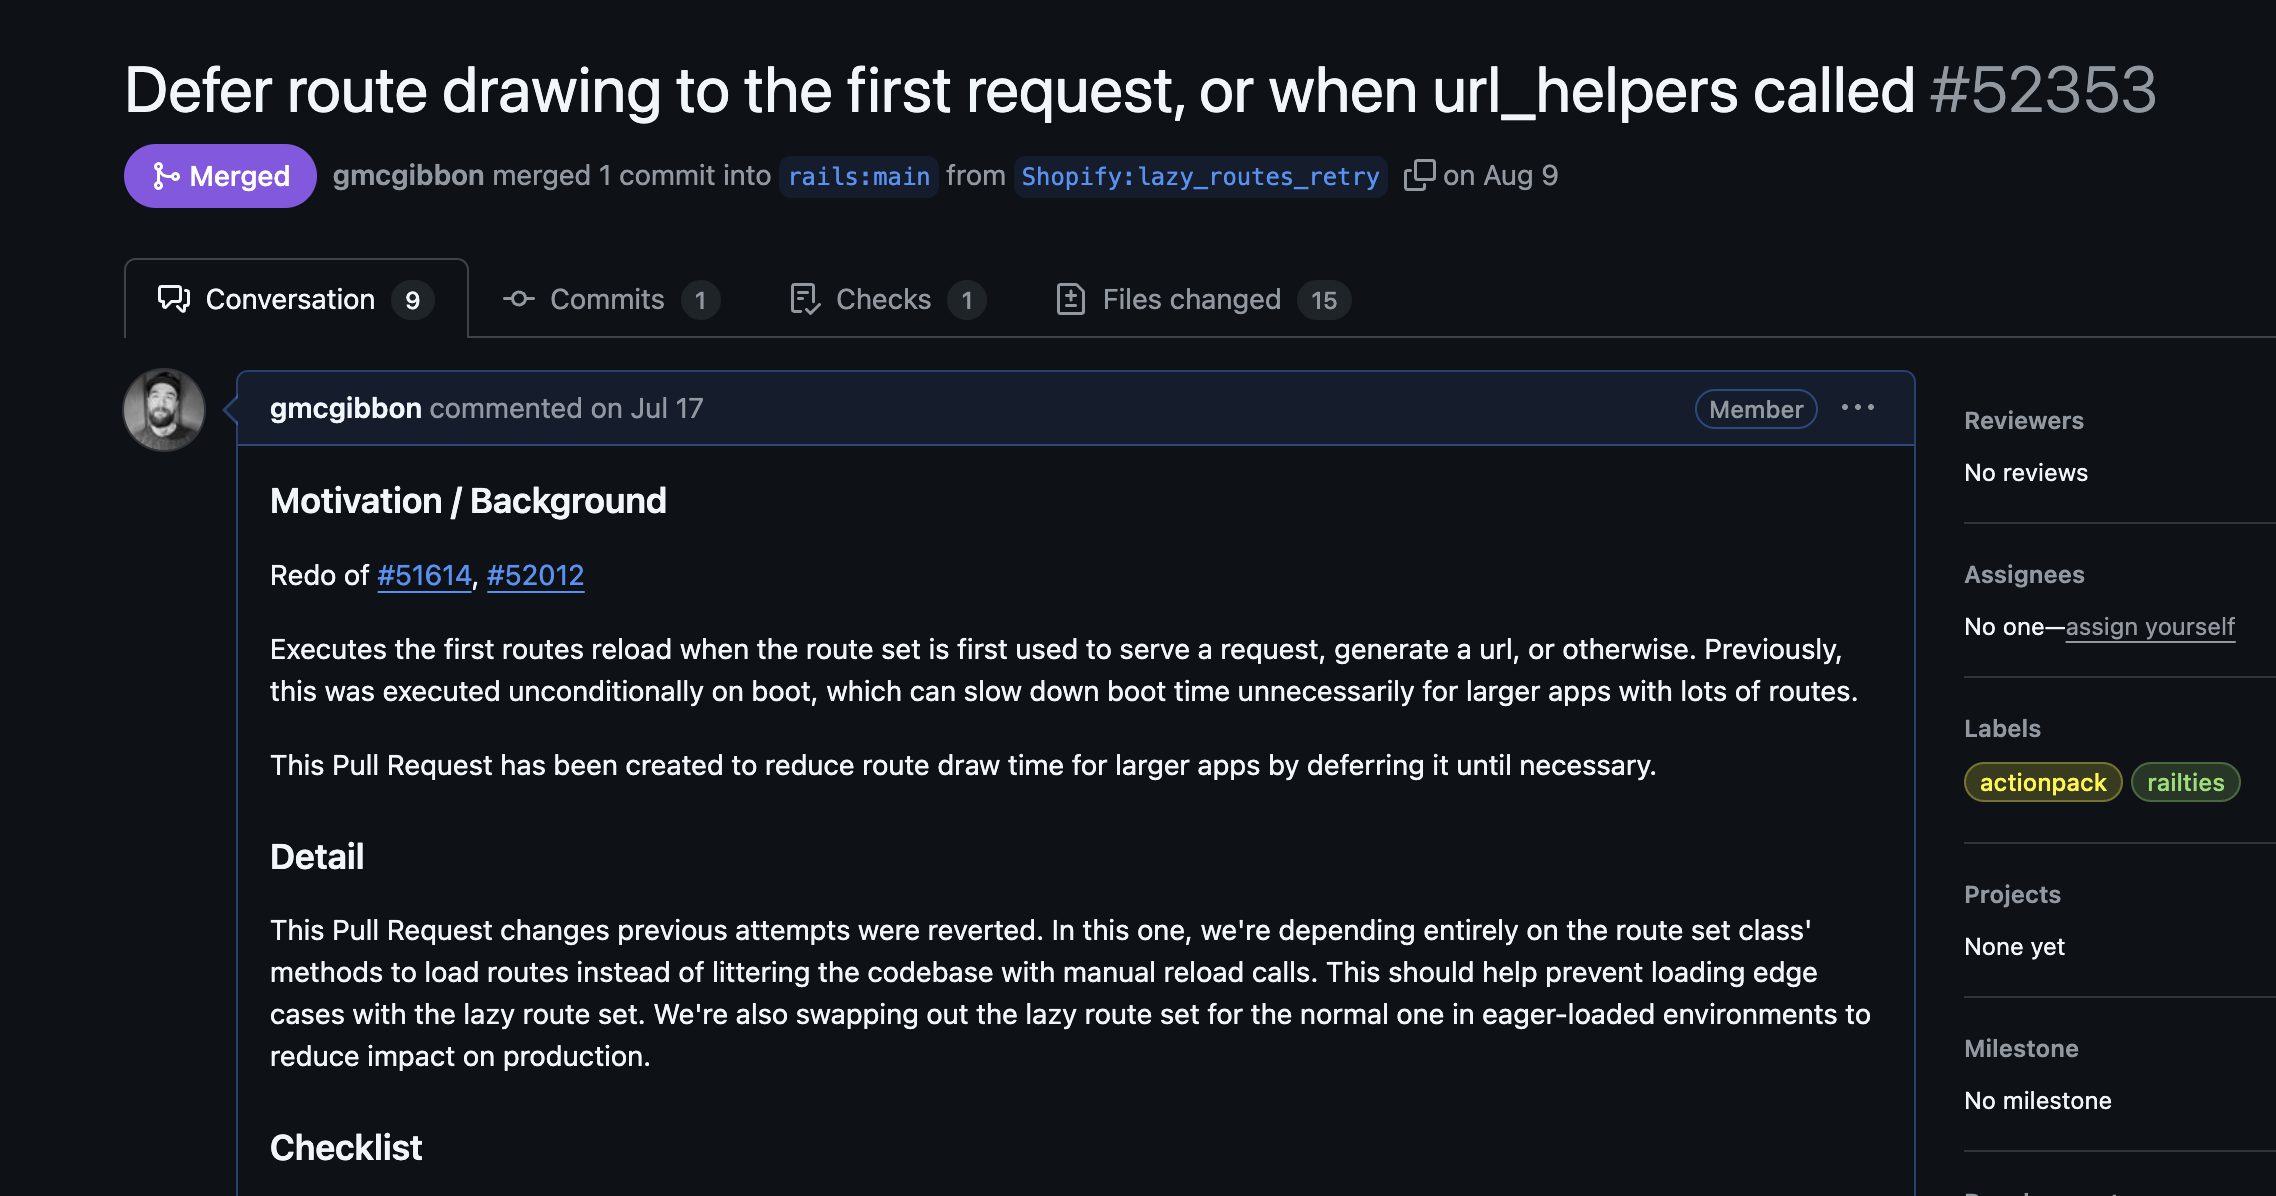 Defer route drawing to the first request, or when url_helpers called #52353
Merged gmcgibbon merged 1 commit into rails:main from Shopify:lazy_routes_retry on Aug 9
Conversation 9 Commits 1 Checks 1 Files changed 15
gmcgibbon commented on Jul 17 Member
Motivation / Background
Redo of #51614, #52012
Executes the first routes reload when the route set is first used to serve a request, generate a url, or otherwise. Previously,
this was executed unconditionally on boot, which can slow down boot time unnecessarily for larger apps with lots of routes.
This Pull Request has been created to reduce route draw time for larger apps by deferring it until necessary.
Detail
This Pull Request changes previous attempts were reverted. In this one, we're depending entirely on the route set class'
methods to load routes instead of littering the codebase with manual reload calls. This should help prevent loading edge
cases with the lazy route set. We're also swapping out the lazy route set for the normal one in eager-loaded environments to
reduce impact on production.
Checklist
Reviewers
No reviews
Assignees
No one—assign yourself
Labels
actionpack railties
Projects
None yet
Milestone
No milestone